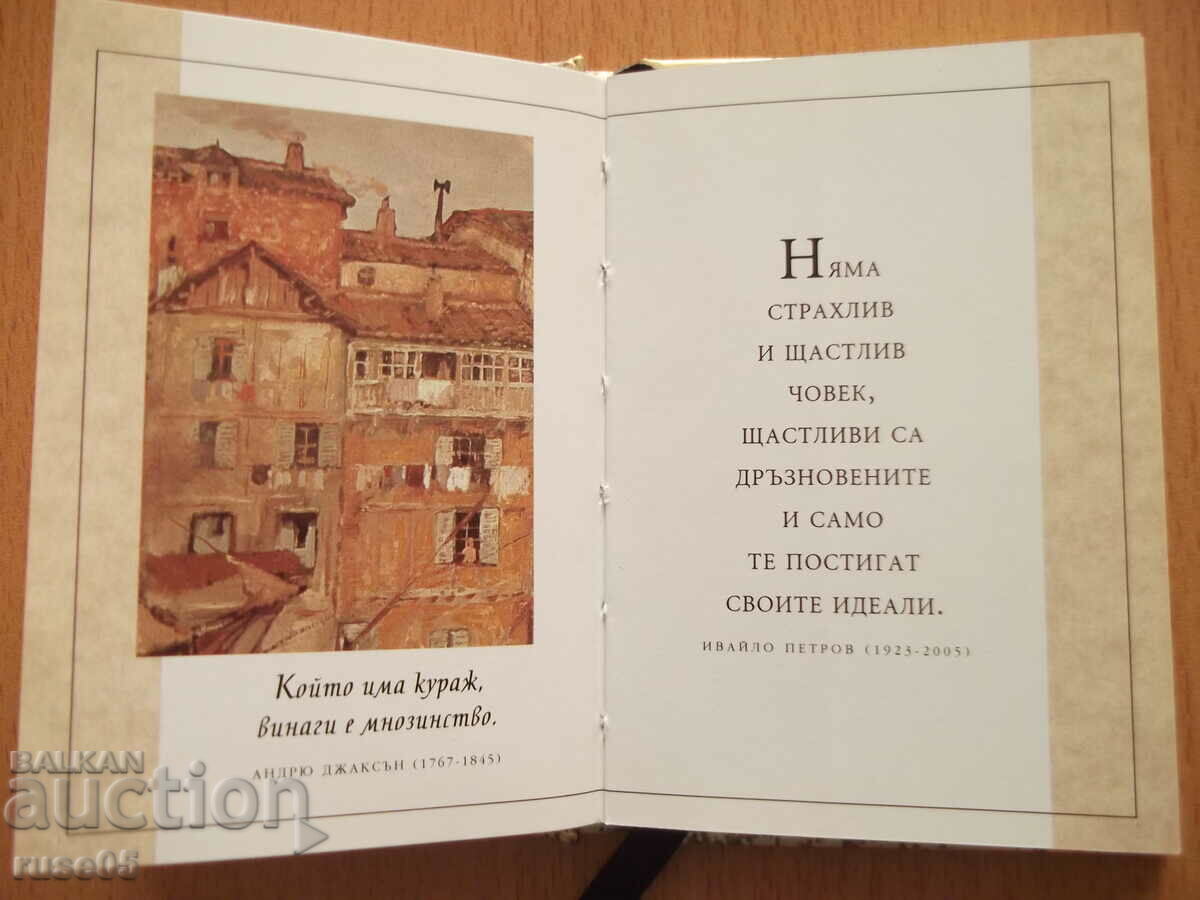 Който има кураж,
винаги е мнозинство.
АНДРЮ ДЖАКСЪН (1767-1845)
НЯМА
СТРАХЛИВ
И ЩАСТЛИВ
ЧОВЕК,
ЩАСТЛИВИ СА
ДРЪЗНОВЕНИТЕ
И САМО
ТЕ ПОСТИГАТ
СВОИТЕ ИДЕАЛИ.
ИВАЙЛО ПЕТРОВ (1923-2005)
BALKAN
auction
ruse05